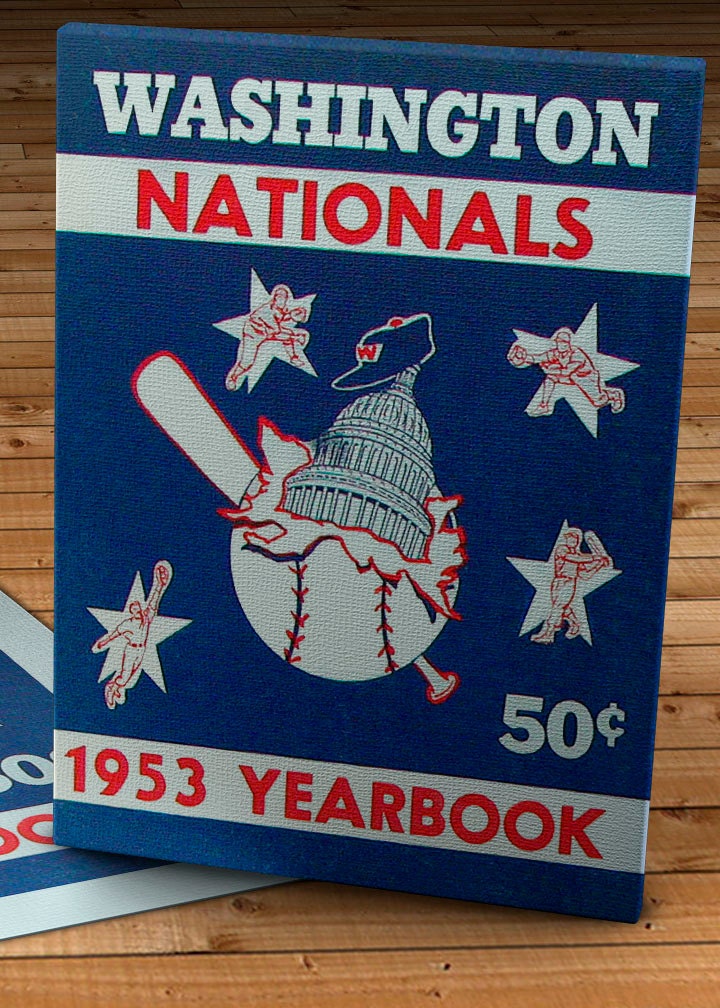 WASHINGTON
NATIONALS
W
50¢
1953 YEARBOOK